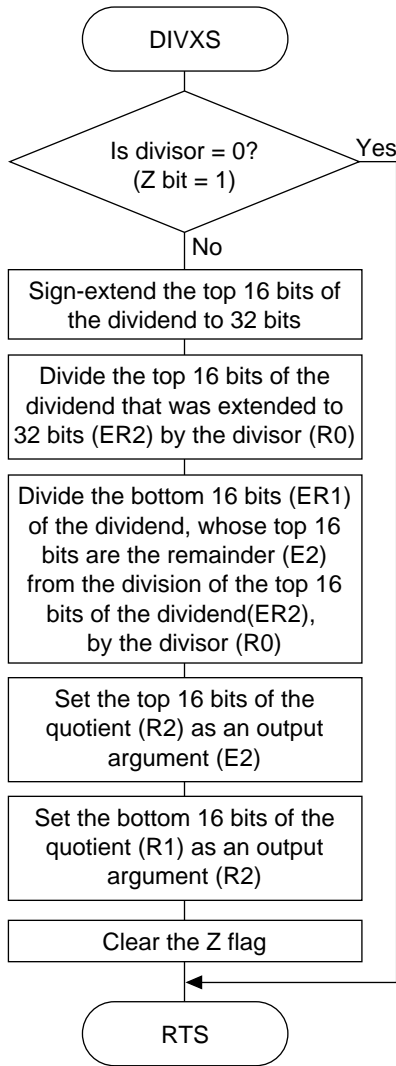 DIVXS
Is divisor = 0?
(Z bit = 1)
Yes
No
Sign-extend the top 16 bits of
the dividend to 32 bits
Divide the top 16 bits of the
dividend that was extended to
32 bits (ER2) by the divisor (R0)
Divide the bottom 16 bits (ER1)
of the dividend, whose top 16
bits are the remainder (E2)
from the division of the top 16
bits of the dividend(ER2),
by the divisor (R0)
Set the top 16 bits of the
quotient (R2) as an output
argument (E2)
Set the bottom 16 bits of the
quotient (R1) as an output
argument (R2)
Clear the Z flag
RTS